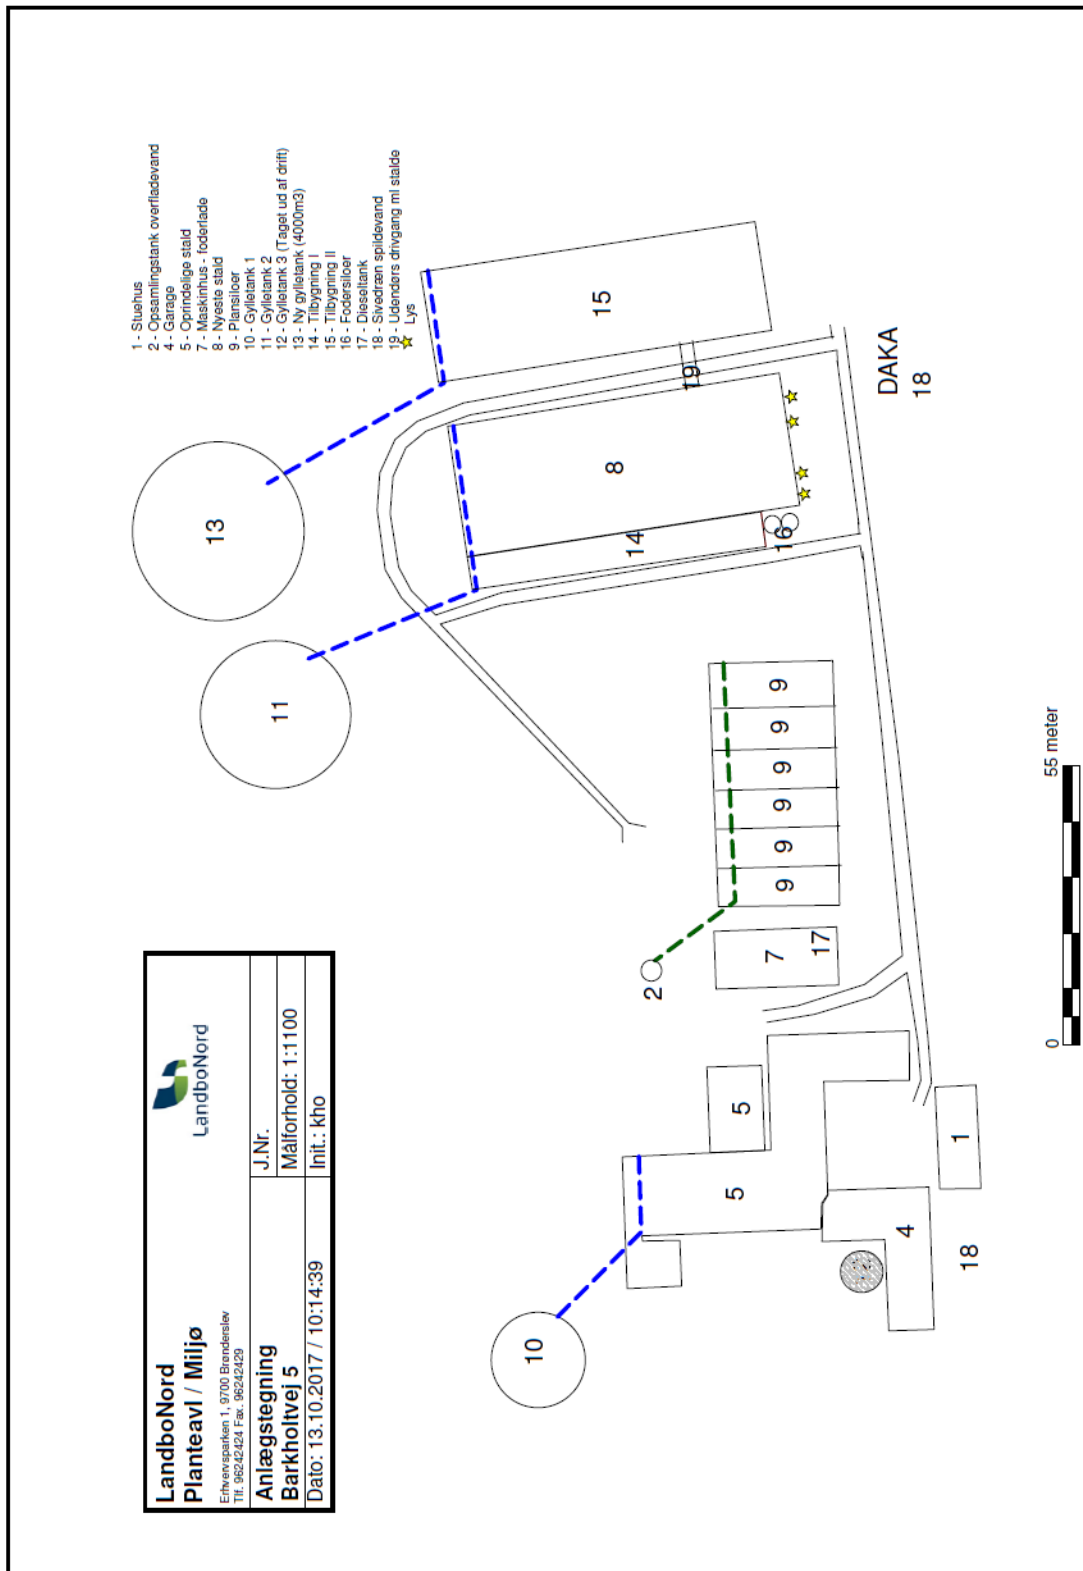 LandboNord
Planteavl / Miljø
Erhvervsparken 1, 9700 Brønderslev
Tlf. 96242424 Fax. 96242429
LandboNord
Anlægstegning
Barkholtvej 5
J.Nr.
Målforhold: 1:1100
Dato: 13.10.2017 / 10:14:39
Init.: kho
1 - Stuehus
2 - Opsamlingstank overfladevand
4 - Garage
5 - Oprindelige stald
7 - Maskinhus - foderlade
8 - Nyeste stald
9 - Plansiloer
10 - Gylletank 1
11 - Gylletank 2
12 - Gylletank 3 (Taget ud af drift)
13 - Ny gylletank (4000m3)
14 - Tilbygning I
15 - Tilbygning II
16 - Fodersiloer
17 - Dieseltank
18 - Sivedræn spildevand
19 - Udendørs drivgang ml stalde
Lys
13
11
15
8
14
19
16
DAKA
18
9
9
9
9
9
9
2
7
17
5
5
10
4
1
18
0
55 meter